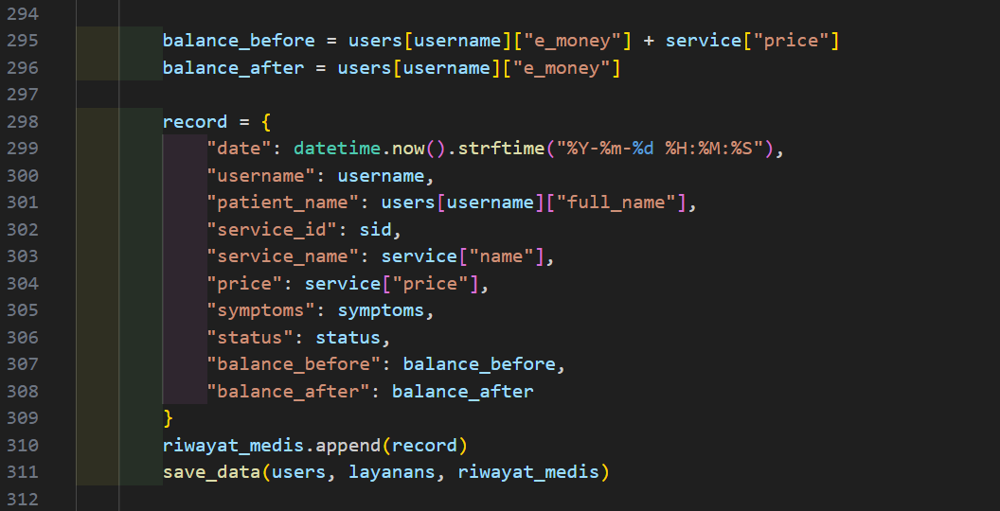 294
295 balance_before = users[username]["e_money"] + service["price"]
296 balance_after = users[username]["e_money"]
297
298 record = {
299 "date": datetime.now().strftime("%Y-%m-%d %H:%M:%S"),
300 "username": username,
301 "patient_name": users[username]["full_name"],
302 "service_id": sid,
303 "service_name": service["name"],
304 "price": service["price"],
305 "symptoms": symptoms,
306 "status": status,
307 "balance_before": balance_before,
308 "balance_after": balance_after
309 }
310 riwayat_medis.append(record)
311 save_data(users, layanans, riwayat_medis)
312